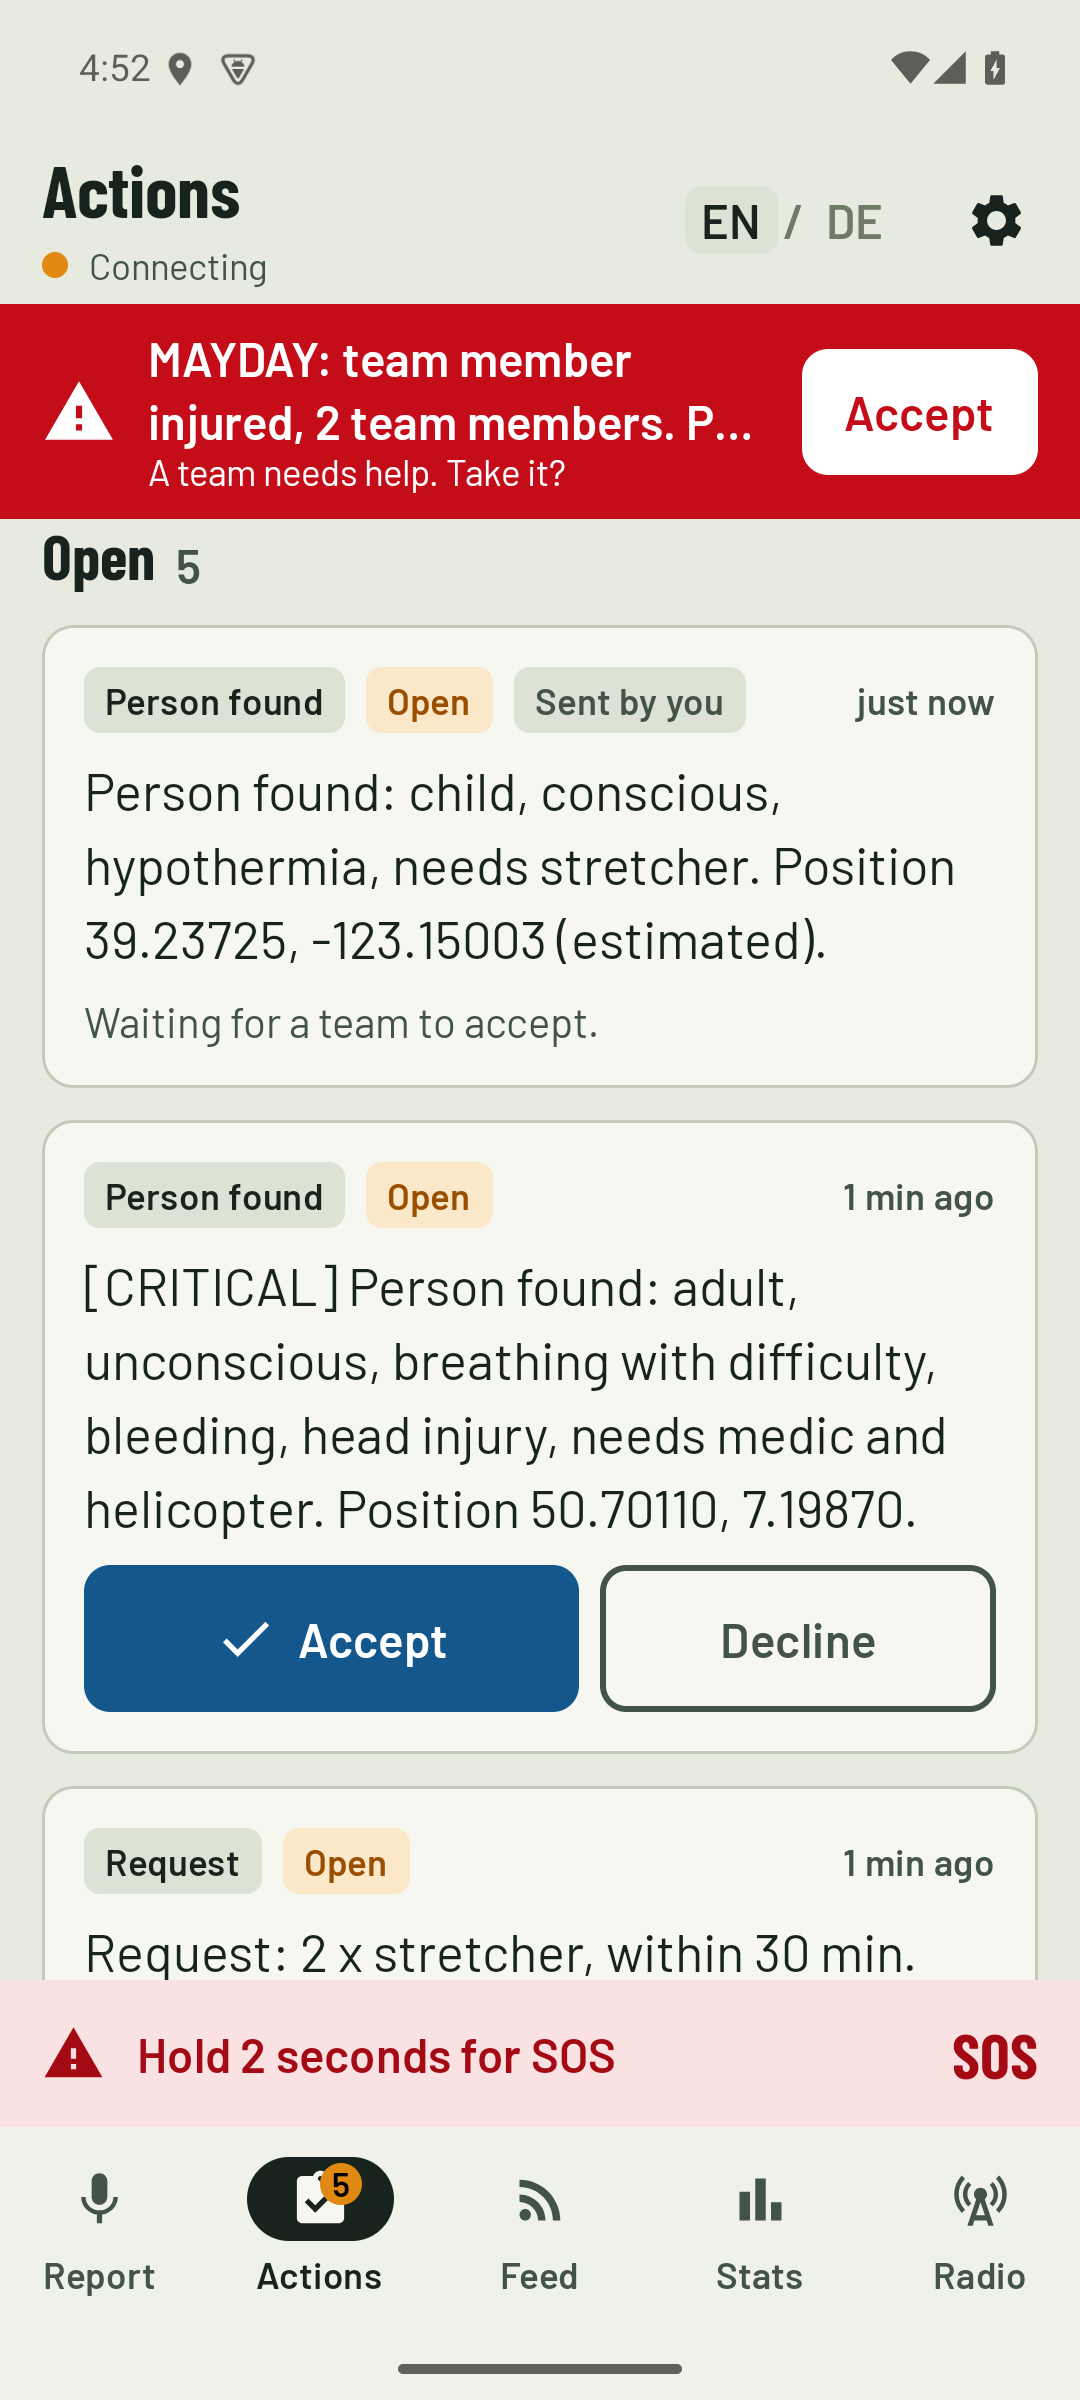 4:52
Actions
EN / DE
Connecting
MAYDAY: team member
injured, 2 team members. P...
A team needs help. Take it?
Accept
Open 5
Person found Open Sent by you just now
Person found: child, conscious,
hypothermia, needs stretcher. Position
39.23725, -123.15003 (estimated).
Waiting for a team to accept.
Person found Open 1 min ago
[CRITICAL] Person found: adult,
unconscious, breathing with difficulty,
bleeding, head injury, needs medic and
helicopter. Position 50.70110, 7.19870.
Accept Decline
Request Open 1 min ago
Request: 2 x stretcher, within 30 min.
Hold 2 seconds for SOS SOS
5
Report Actions Feed Stats Radio